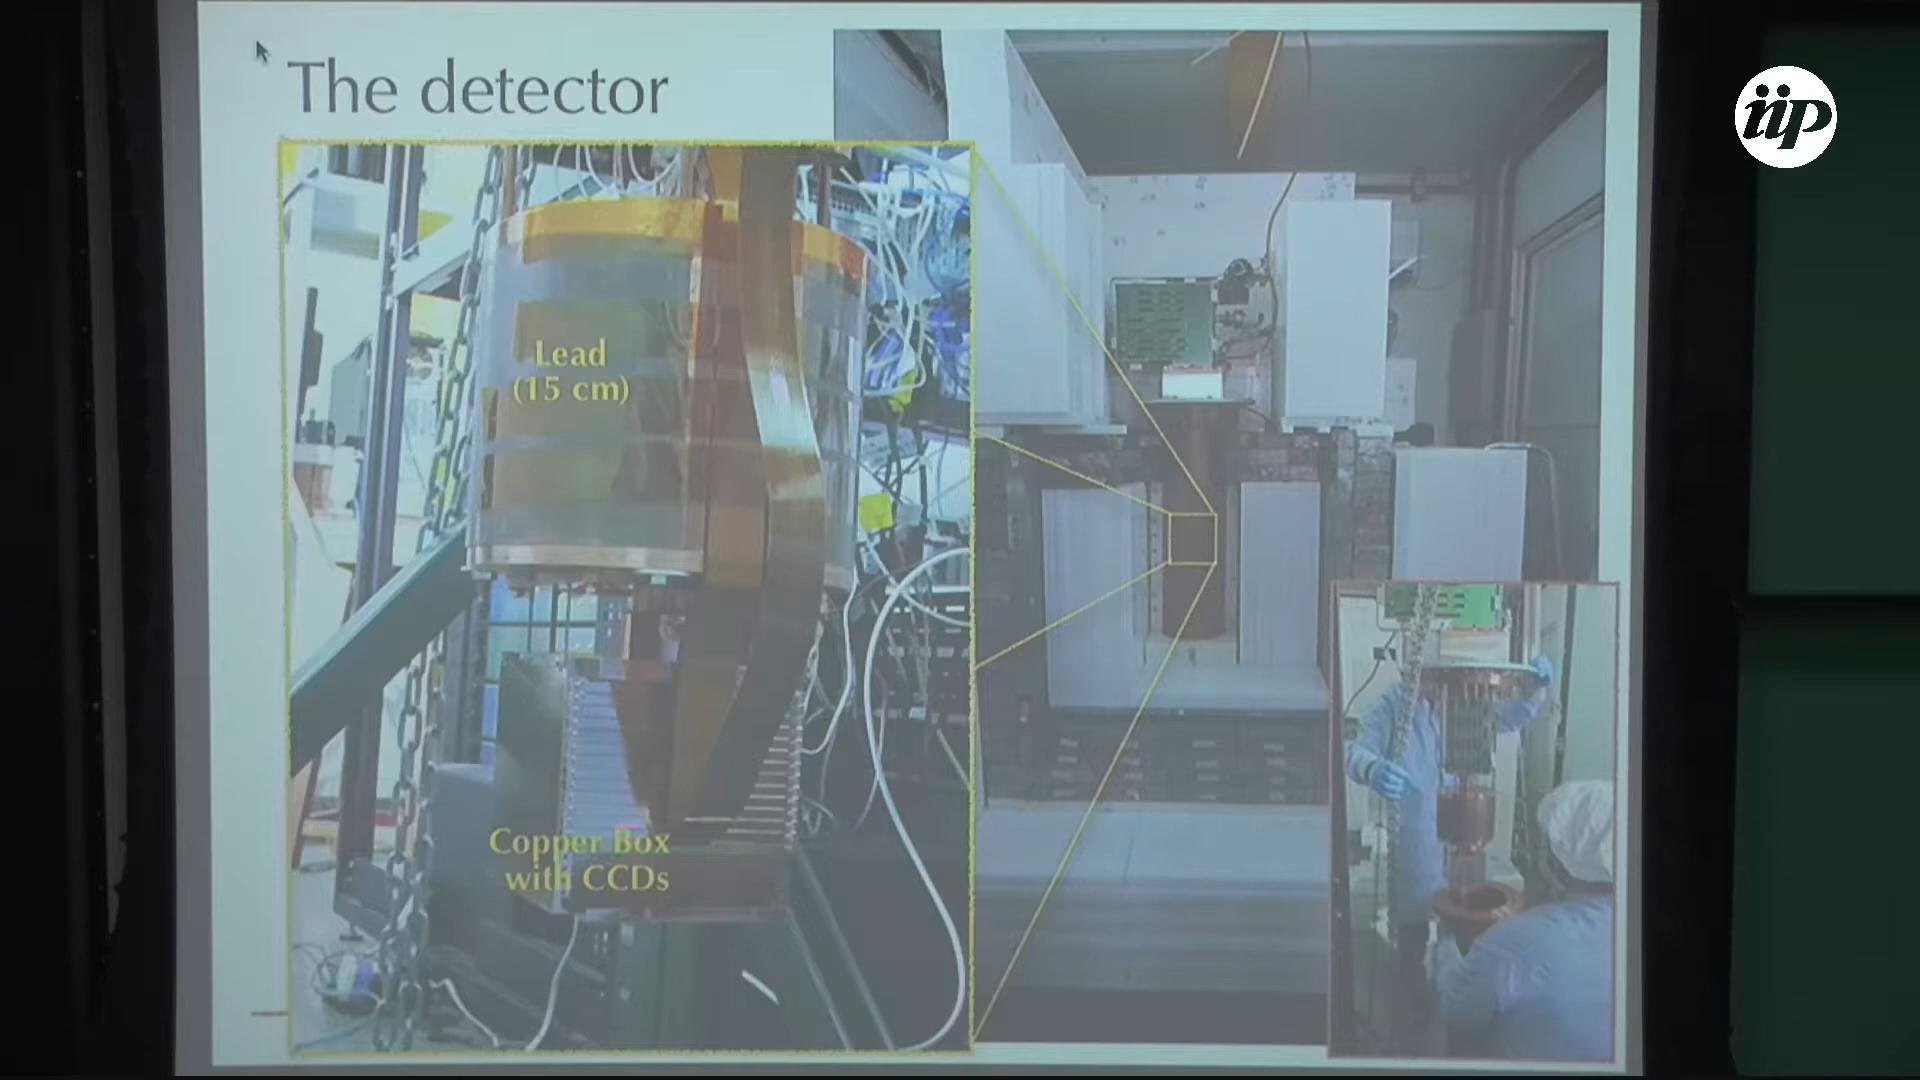 The detector
iip
Lead
(15 cm)
Copper Box
with CCDs